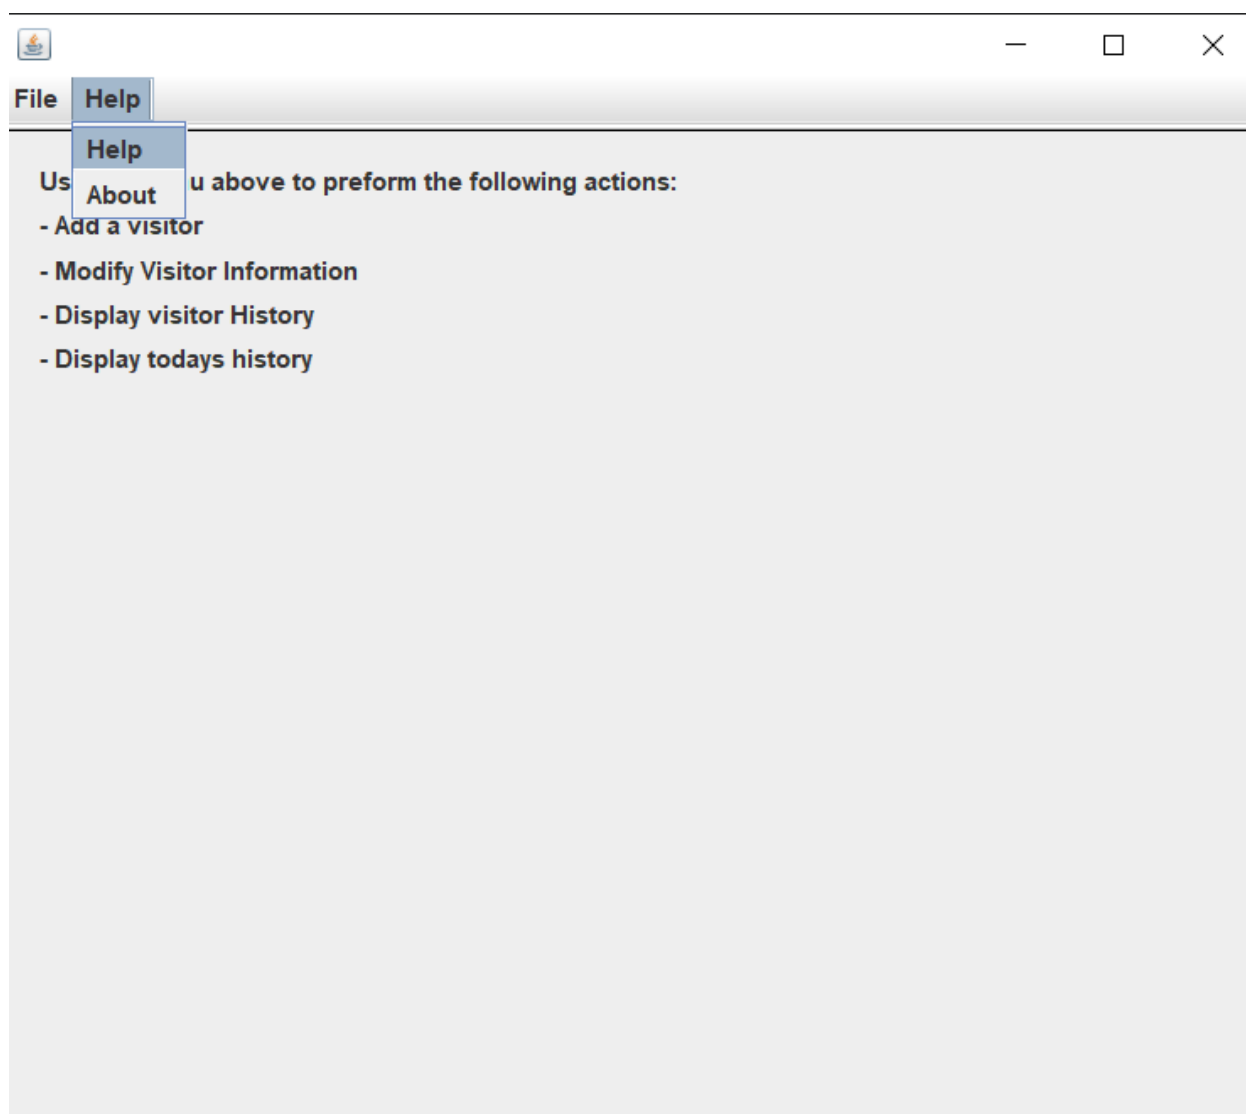 File Help
Help
About
Us u above to preform the following actions:
- Add a visitor
- Modify Visitor Information
- Display visitor History
- Display todays history